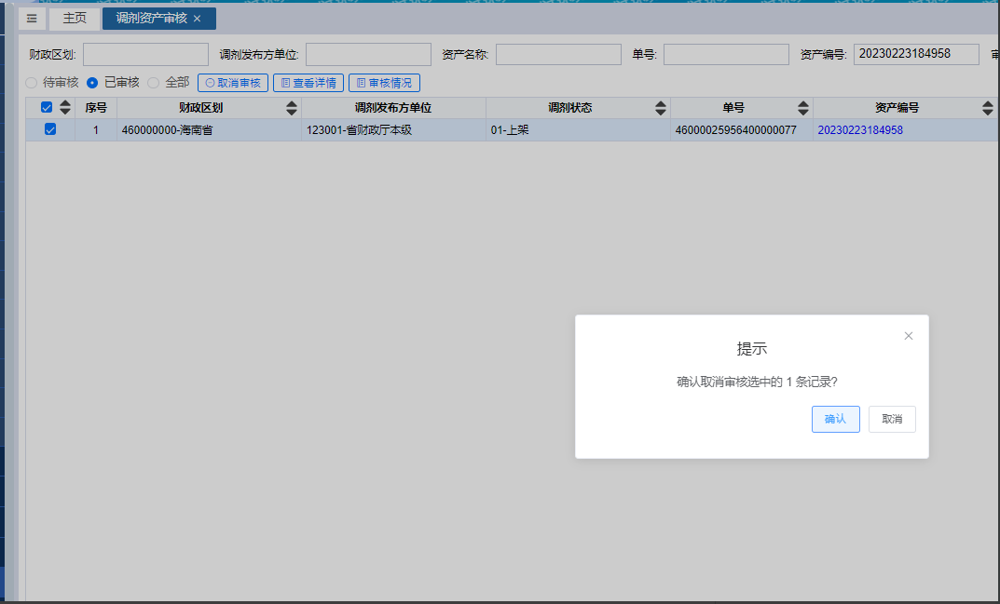 主页 调剂资产审核 ×
财政区划: 调剂发布方单位: 资产名称: 单号: 资产编号: 20230223184958
待审核 已审核 全部 取消审核 查看详情 审核情况
序号 财政区划 调剂发布方单位 调剂状态 单号 资产编号
1 460000000-海南省 123001-省财政厅本级 01-上架 46000025956400000077 20230223184958
提示
确认取消审核选中的 1 条记录?
确认 取消